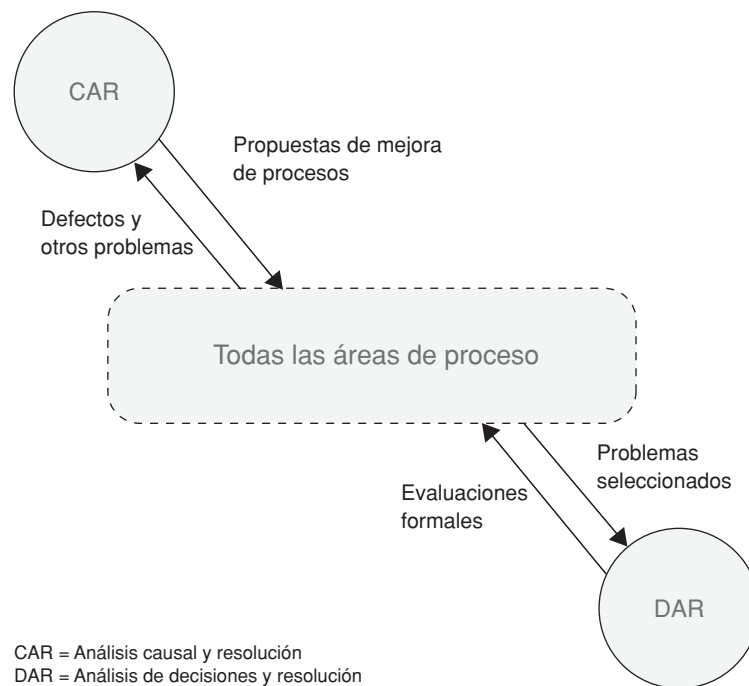 CAR
Propuestas de mejora
de procesos
Defectos y
otros problemas
Todas las áreas de proceso
Problemas
seleccionados
Evaluaciones
formales
DAR
CAR = Análisis causal y resolución
DAR = Análisis de decisiones y resolución